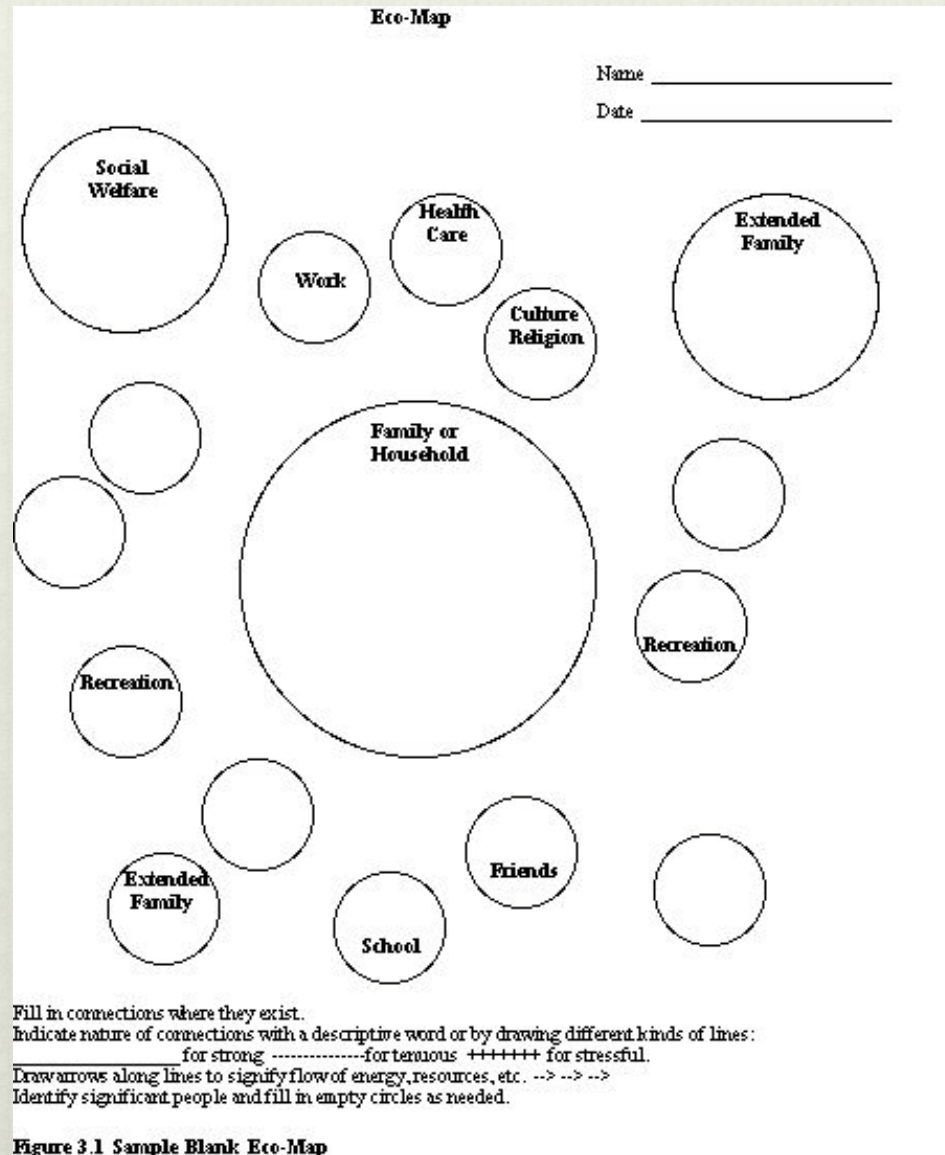 Eco-Map
Name ____________________
Date ____________________
Social
Welfare
Health
Care
Extended
Family
Work
Culture
Religion
Family or
Household
Recreation
Recreation
Extended
Family
Friends
School
Fill in connections where they exist.
Indicate nature of connections with a descriptive word or by drawing different kinds of lines:
_______________ for strong ---------------for tenuous +++++++ for stressful.
Draw arrows along lines to signify flow of energy, resources, etc. --> --> -->
Identify significant people and fill in empty circles as needed.
Figure 3.1 Sample Blank Eco-Map